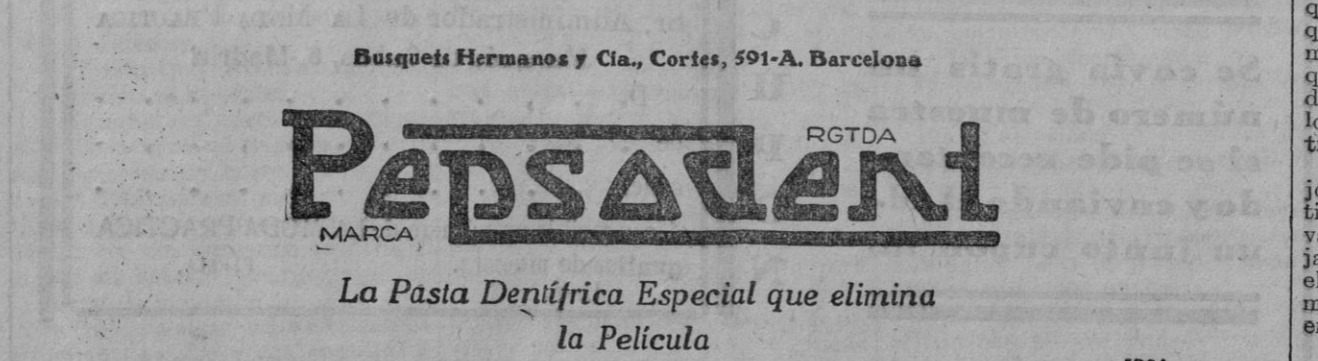 Busquets Hermanos y Cía., Cortes, 591-A. Barcelona
Pepsodent
RGTDA
MARCA
La Pasta Dentífrica Especial que elimina
la Película